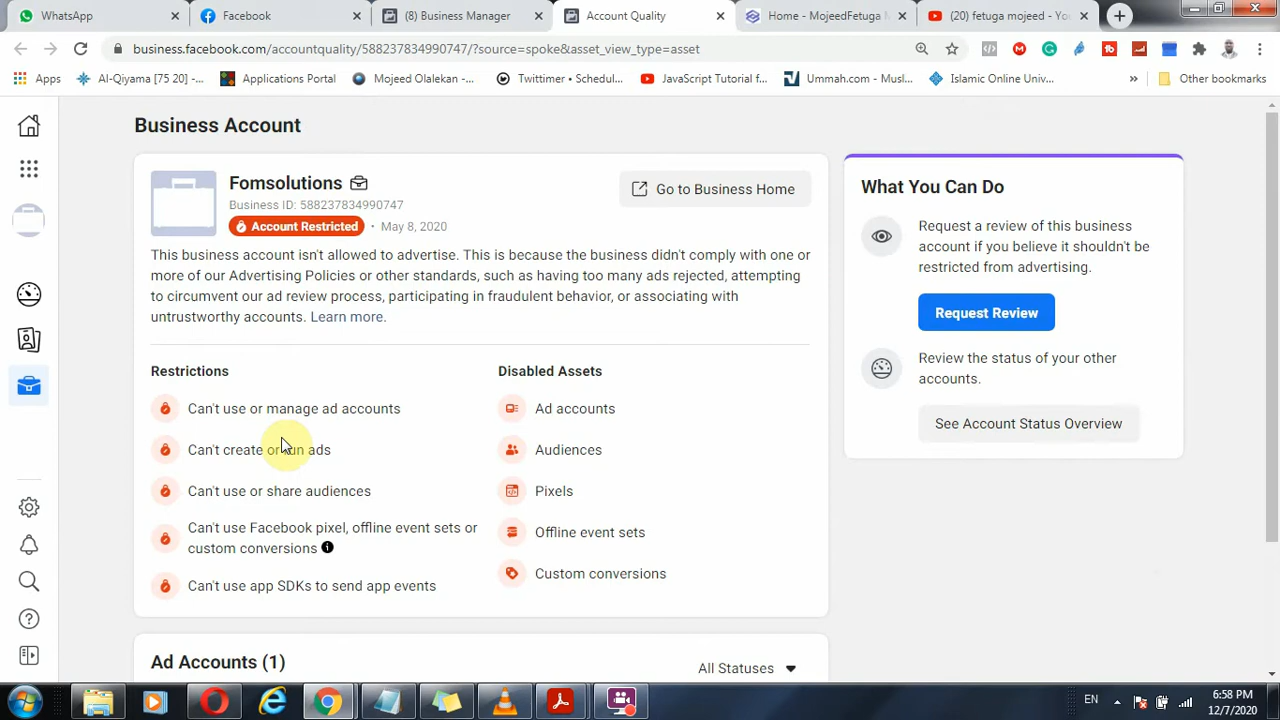 WhatsApp
Facebook
(8) Business Manager
Account Quality
Home - MojeedFetuga M
(20) fetuga mojeed - You
business.facebook.com/accountquality/588237834990747/?source=spoke&asset_view_type=asset
Apps
Al-Qiyama [75 20] -...
Applications Portal
Mojeed Olalekan -...
Twittimer • Schedul...
JavaScript Tutorial f...
Ummah.com - Musl...
Islamic Online Univ...
»
Other bookmarks
Business Account
Fomsolutions
Business ID: 588237834990747
Account Restricted • May 8, 2020
Go to Business Home
This business account isn't allowed to advertise. This is because the business didn't comply with one or
more of our Advertising Policies or other standards, such as having too many ads rejected, attempting
to circumvent our ad review process, participating in fraudulent behavior, or associating with
untrustworthy accounts. Learn more.
Restrictions
Can't use or manage ad accounts
Can't create or run ads
Can't use or share audiences
Can't use Facebook pixel, offline event sets or
custom conversions
Can't use app SDKs to send app events
Disabled Assets
Ad accounts
Audiences
Pixels
Offline event sets
Custom conversions
Ad Accounts (1)
All Statuses
What You Can Do
Request a review of this business
account if you believe it shouldn't be
restricted from advertising.
Request Review
Review the status of your other
accounts.
See Account Status Overview
EN
6:58 PM
12/7/2020